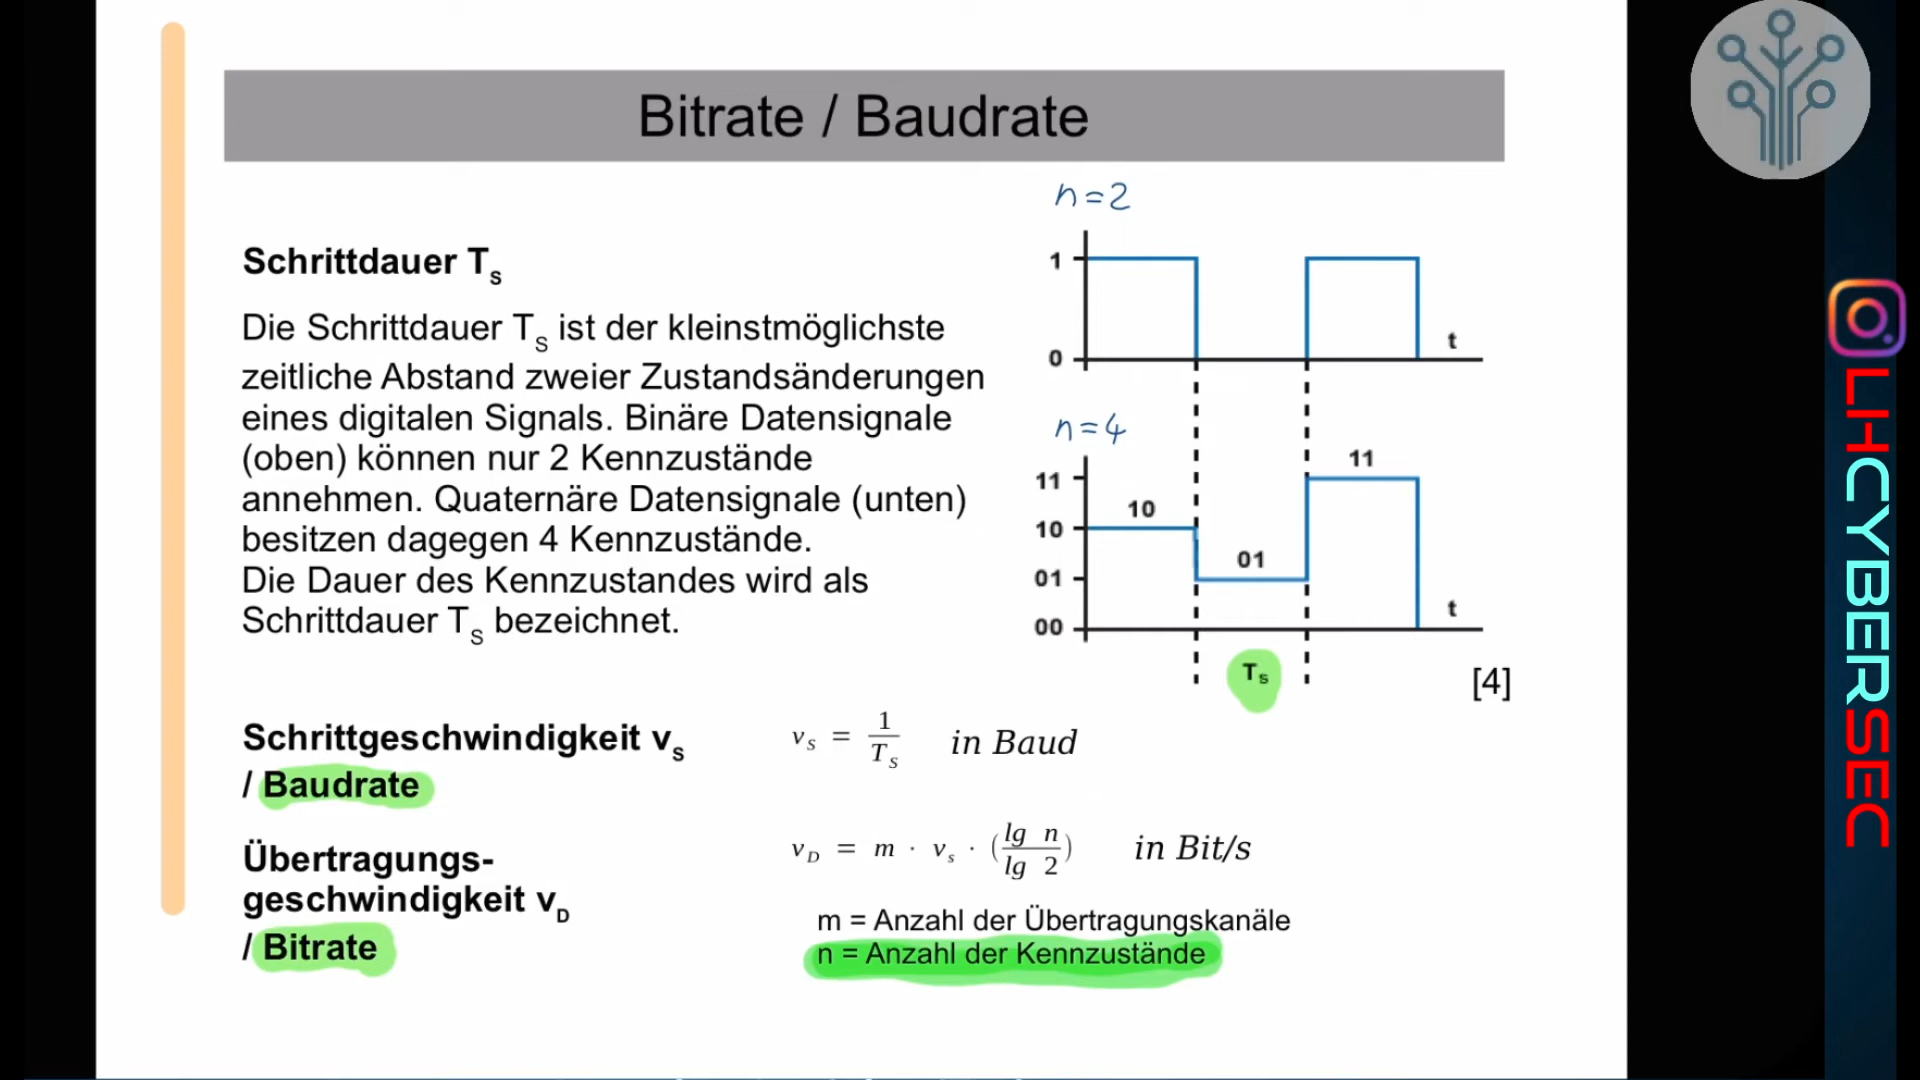 Bitrate / Baudrate
n=2
Schrittdauer Ts
1
Die Schrittdauer Ts ist der kleinstmöglichste
t
0
zeitliche Abstand zweier Zustandsänderungen
eines digitalen Signals. Binäre Datensignale
(oben) können nur 2 Kennzustände
annehmen. Quaternäre Datensignale (unten)
besitzen dagegen 4 Kennzustände.
Die Dauer des Kennzustandes wird als
Schrittdauer Ts bezeichnet.
n=4
11
11
10
10
01
01
00
t
Ts
[4]
Schrittgeschwindigkeit vs
/ Baudrate
vS = 1/TS in Baud
Übertragungs-
geschwindigkeit vD
/ Bitrate
vD = m · vs · (lg n / lg 2) in Bit/s
m = Anzahl der Übertragungskanäle
n = Anzahl der Kennzustände
LIHCYBERSEC